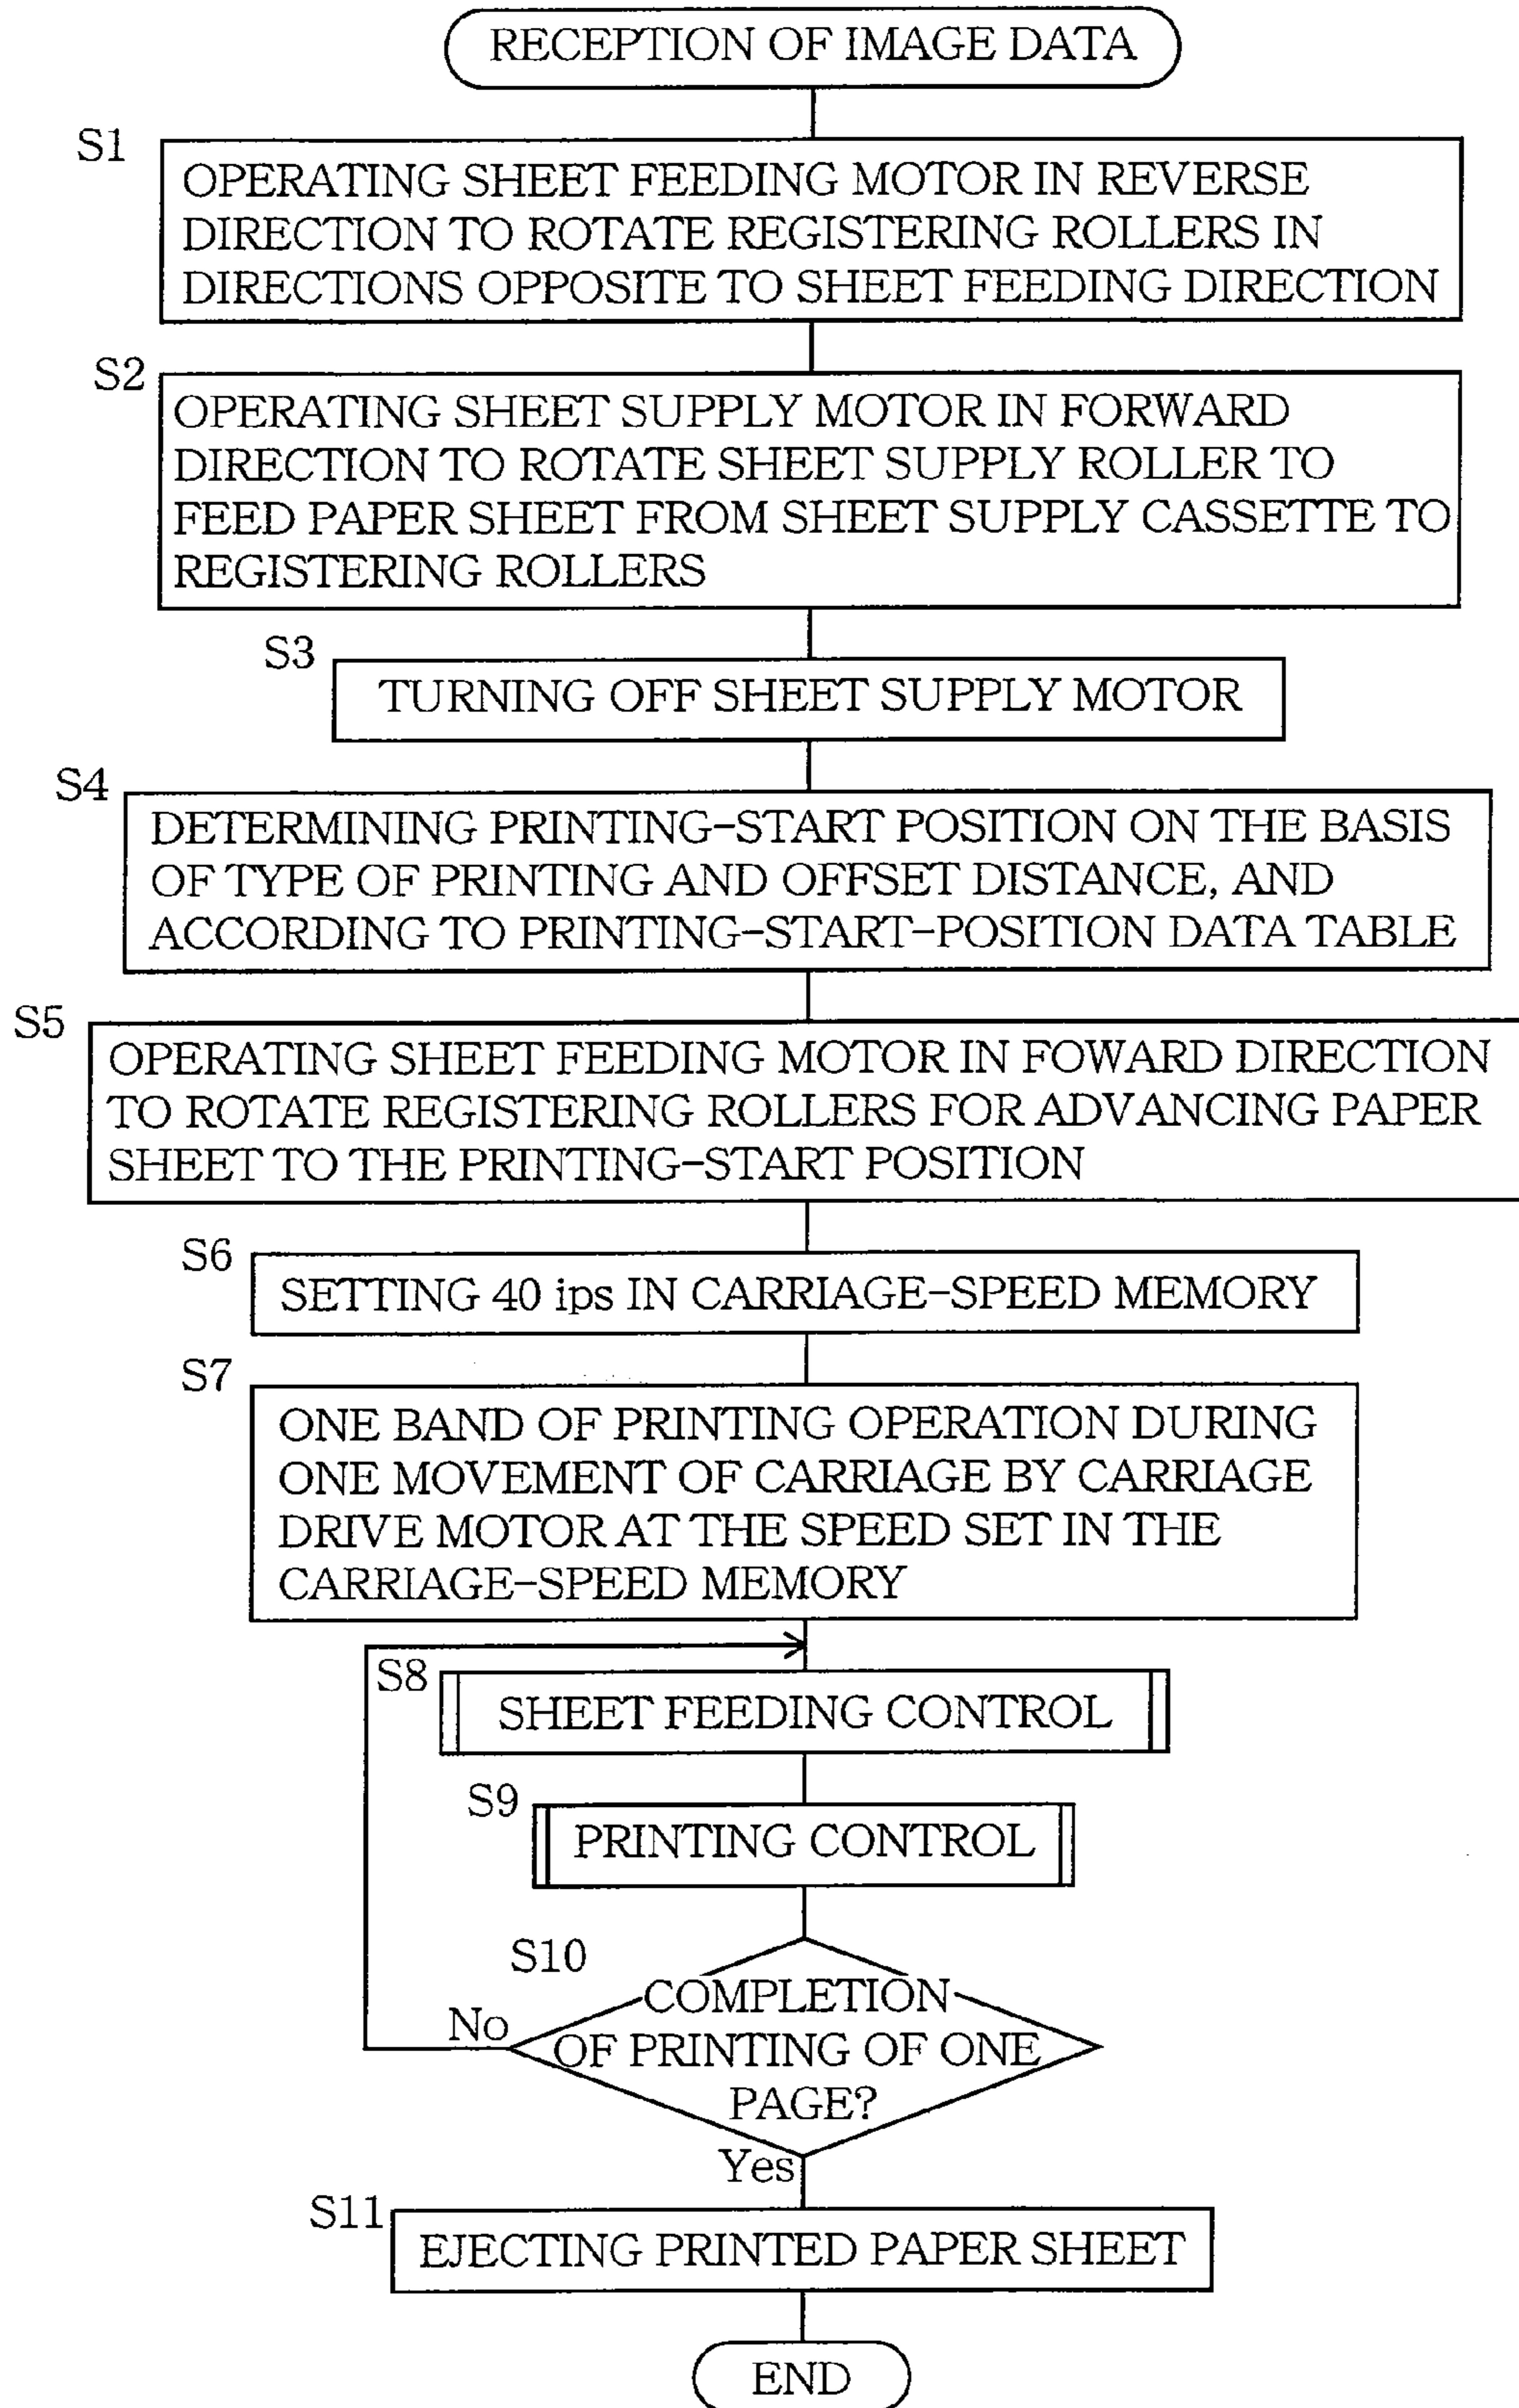 RECEPTION OF IMAGE DATA
S1
OPERATING SHEET FEEDING MOTOR IN REVERSE
DIRECTION TO ROTATE REGISTERING ROLLERS IN
DIRECTIONS OPPOSITE TO SHEET FEEDING DIRECTION
S2
OPERATING SHEET SUPPLY MOTOR IN FORWARD
DIRECTION TO ROTATE SHEET SUPPLY ROLLER TO
FEED PAPER SHEET FROM SHEET SUPPLY CASSETTE TO
REGISTERING ROLLERS
S3
TURNING OFF SHEET SUPPLY MOTOR
S4
DETERMINING PRINTING-START POSITION ON THE BASIS
OF TYPE OF PRINTING AND OFFSET DISTANCE, AND
ACCORDING TO PRINTING-START-POSITION DATA TABLE
S5
OPERATING SHEET FEEDING MOTOR IN FOWARD DIRECTION
TO ROTATE REGISTERING ROLLERS FOR ADVANCING PAPER
SHEET TO THE PRINTING-START POSITION
S6
SETTING 40 ips IN CARRIAGE-SPEED MEMORY
S7
ONE BAND OF PRINTING OPERATION DURING
ONE MOVEMENT OF CARRIAGE BY CARRIAGE
DRIVE MOTOR AT THE SPEED SET IN THE
CARRIAGE-SPEED MEMORY
S8
SHEET FEEDING CONTROL
S9
PRINTING CONTROL
S10
COMPLETION
OF PRINTING OF ONE
PAGE?
No
Yes
S11
EJECTING PRINTED PAPER SHEET
END